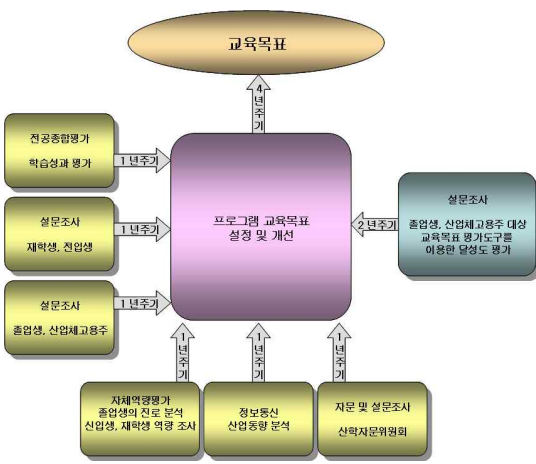 교육목표
4
년
주
기
전공종합평가
학습성과 평가
1 년주기
설문조사
재학생, 전입생
1 년주기
설문조사
졸업생, 산업체고용주
1 년주기
프로그램 교육목표
설정 및 개선
2 년주기
설문조사
졸업생, 산업체고용주 대상
교육목표 평가도구를
이용한 달성도 평가
1
년
주
기
1
년
주
기
1
년
주
기
자체역량평가
졸업생의 진로 분석
신입생, 재학생 역량 조사
정보통신
산업동향 분석
자문 및 설문조사
산학자문위원회